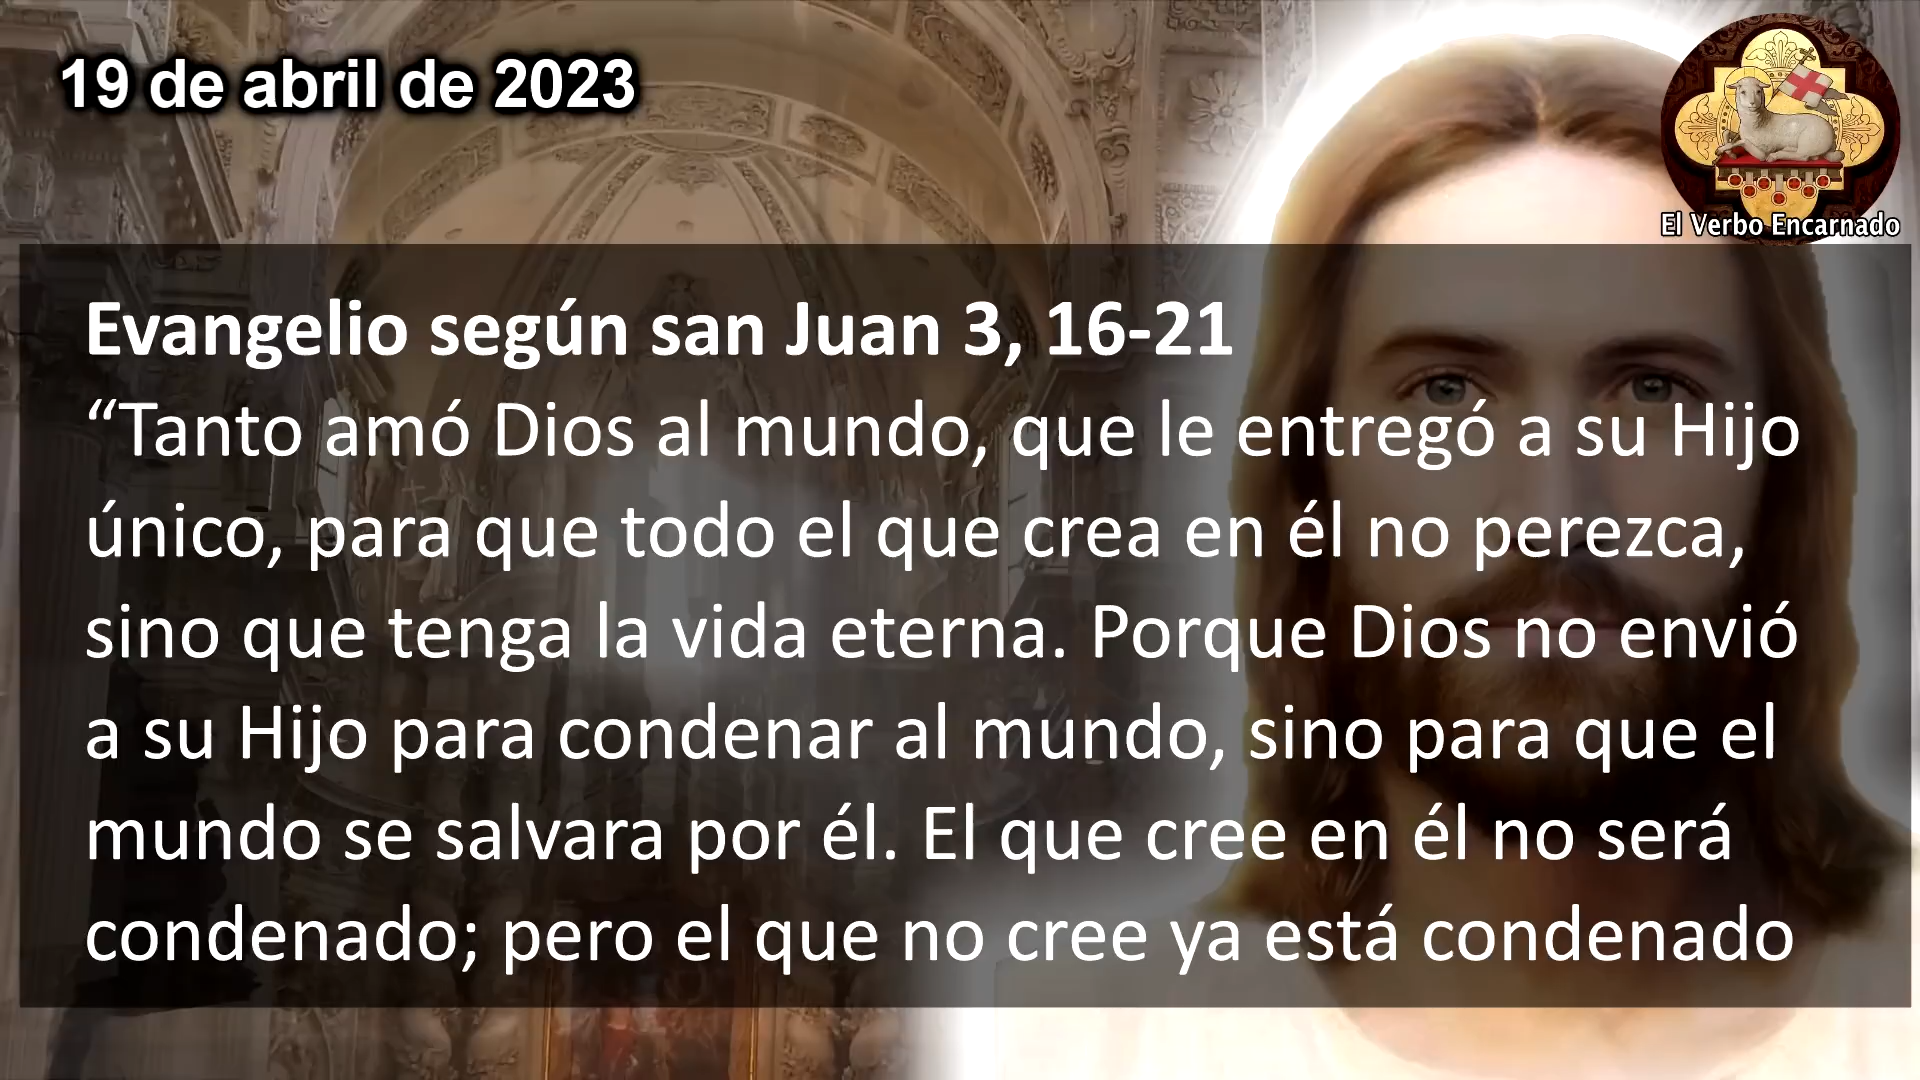 19 de abril de 2023
El Verbo Encarnado
Evangelio según san Juan 3, 16-21
“Tanto amó Dios al mundo, que le entregó a su Hijo
único, para que todo el que crea en él no perezca,
sino que tenga la vida eterna. Porque Dios no envió
a su Hijo para condenar al mundo, sino para que el
mundo se salvara por él. El que cree en él no será
condenado; pero el que no cree ya está condenado